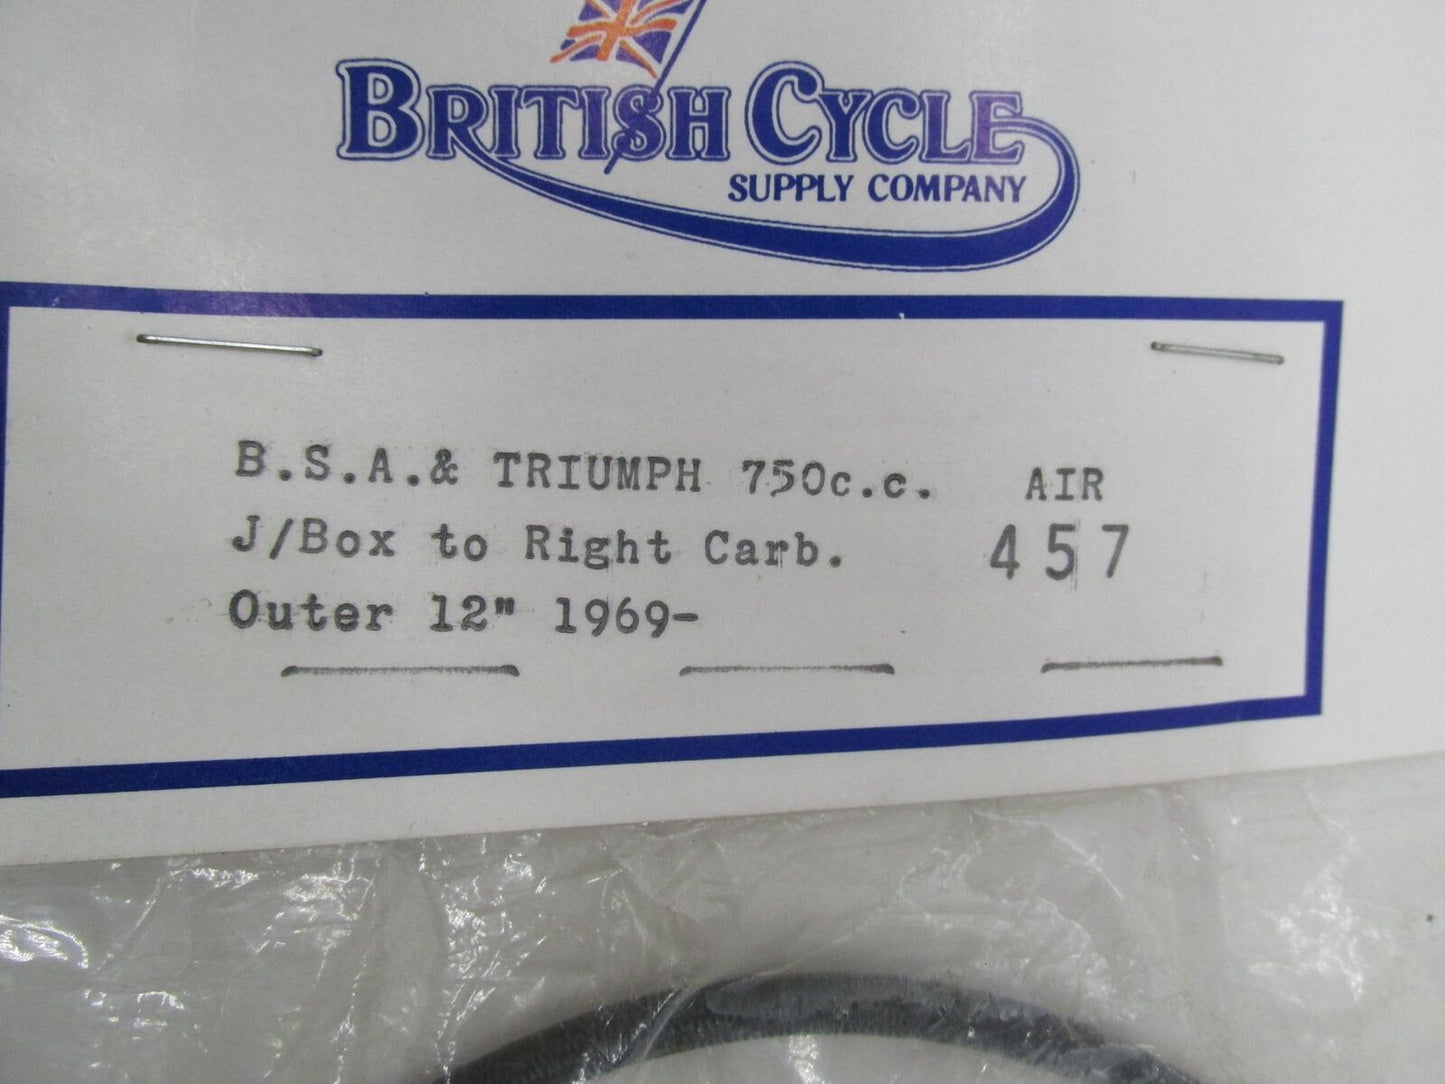 BRITISH CYCLE
SUPPLY COMPANY
B.S.A.& TRIUMPH 750c.c. AIR
J/Box to Right Carb. 457
Outer 12" 1969-